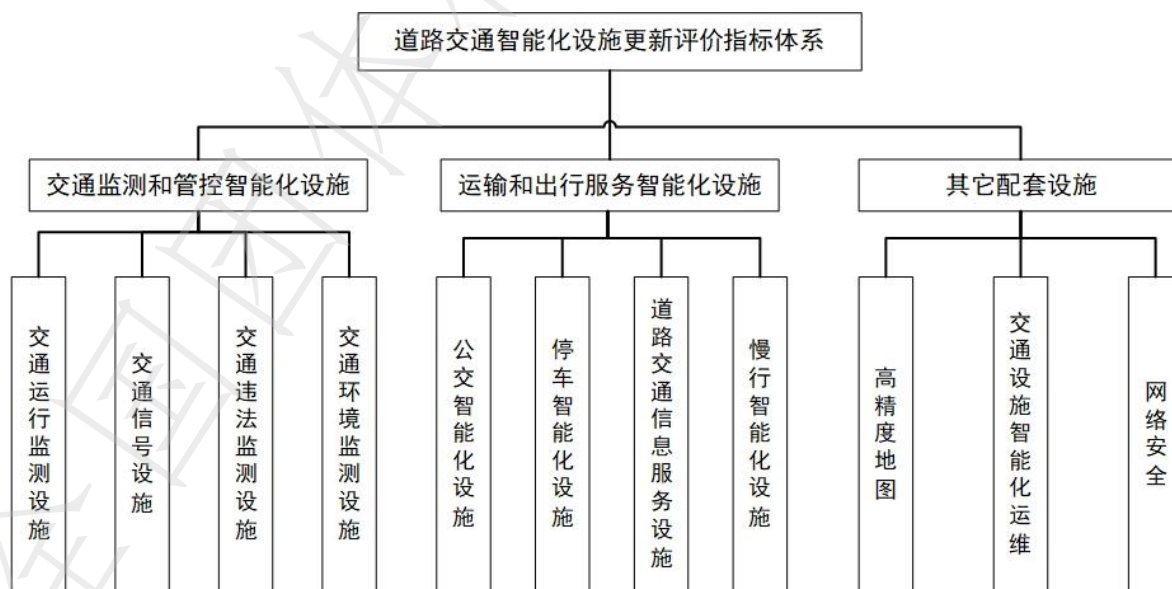 道路交通智能化设施更新评价指标体系
交通监测和管控智能化设施
运输和出行服务智能化设施
其它配套设施
交通运行监测设施
交通信号设施
交通违法监测设施
交通环境监测设施
公交智能化设施
停车智能化设施
道路交通信息服务设施
慢行智能化设施
高精度地图
交通设施智能化运维
网络安全
全国团体